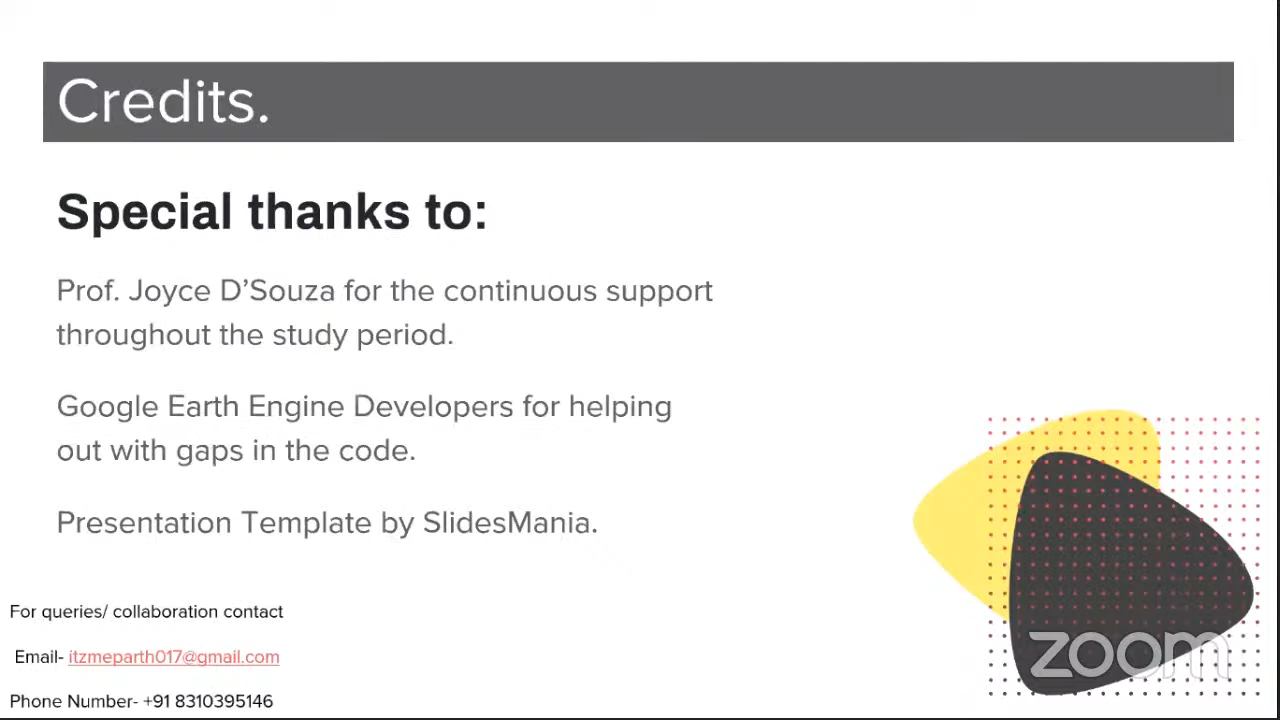 Credits.
Special thanks to:
Prof. Joyce D’Souza for the continuous support
throughout the study period.
Google Earth Engine Developers for helping
out with gaps in the code.
Presentation Template by SlidesMania.
For queries/ collaboration contact
Email- itzmeparth017@gmail.com
Phone Number- +91 8310395146
zoom